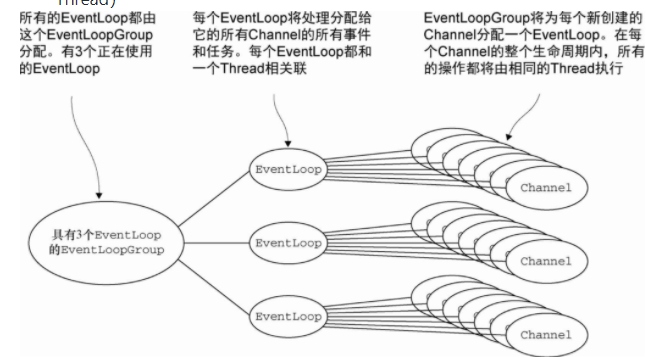 Thread)
所有的EventLoop都由
这个EventLoopGroup
分配。有3个正在使用
的EventLoop
每个EventLoop将处理分配给
它的所有Channel的所有事件
和任务。每个EventLoop都和
一个Thread相关联
EventLoopGroup将为每个新创建的
Channel分配一个EventLoop。在每
个Channel的整个生命周期内，所有
的操作都将由相同的Thread执行
EventLoop
Channel
具有3个EventLoop
的EventLoopGroup
EventLoop
Channel
EventLoop
Channel